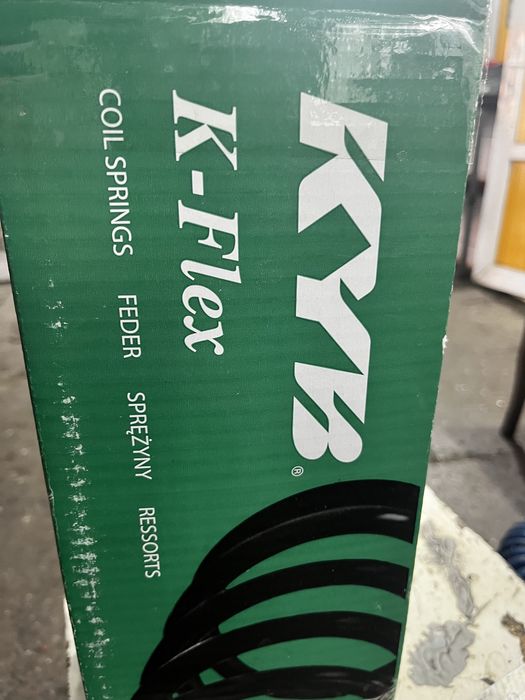 KYB®
K-Flex
COIL SPRINGS FEDER SPRĘŻYNY RESSORTS